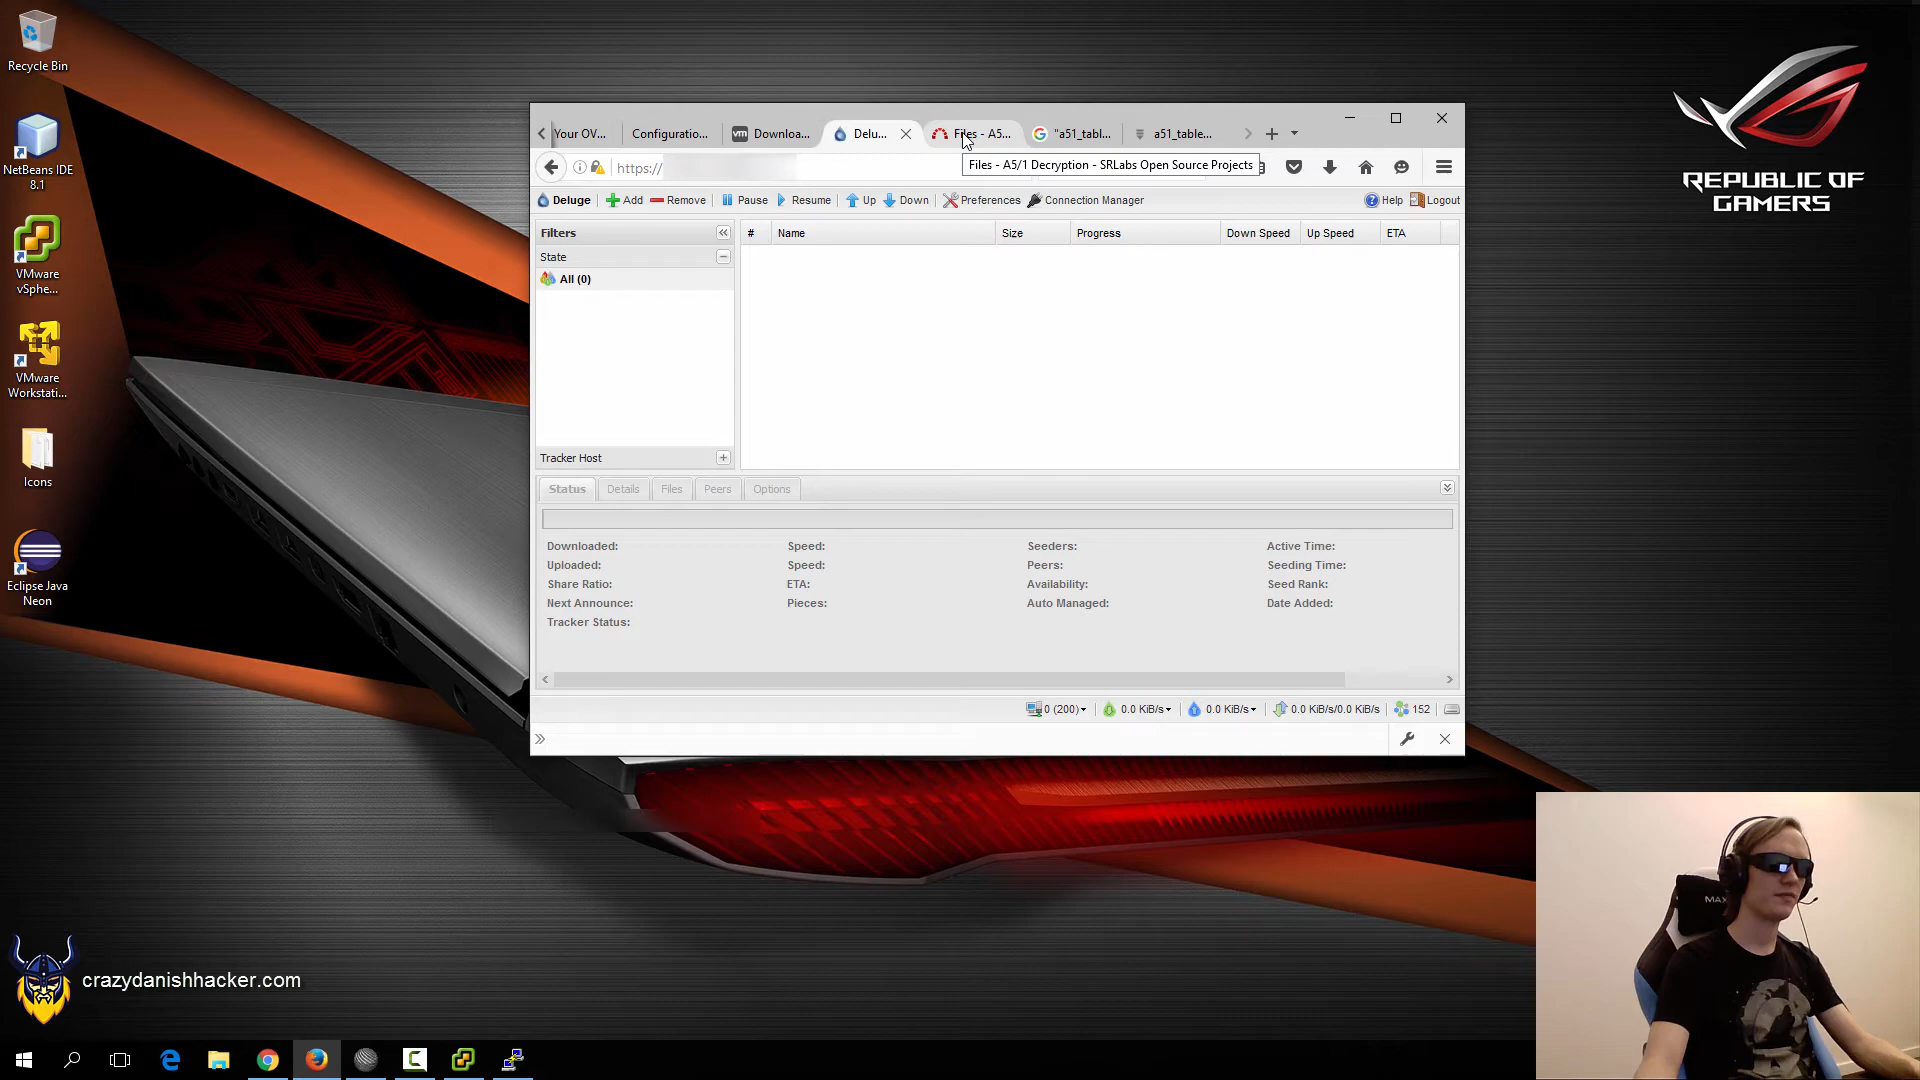 Recycle Bin
NetBeans IDE
8.1
VMware
vSphe...
VMware
Workstati...
Icons
Eclipse Java
Neon
crazydanishhacker.com
REPUBLIC OF
GAMERS
Your OV...
Configuratio...
vm Downloa...
Delu...
Files - A5...
"a51_tabl...
a51_table...
https://
Files - A5/1 Decryption - SRLabs Open Source Projects
Deluge Add Remove Pause Resume Up Down Preferences Connection Manager Help Logout
Filters
State
All (0)
Tracker Host
# Name Size Progress Down Speed Up Speed ETA
Status Details Files Peers Options
Downloaded: Speed: Seeders: Active Time:
Uploaded: Speed: Peers: Seeding Time:
Share Ratio: ETA: Availability: Seed Rank:
Next Announce: Pieces: Auto Managed: Date Added:
Tracker Status:
0 (200) 0.0 KiB/s 0.0 KiB/s 0.0 KiB/s/0.0 KiB/s 152
MAX